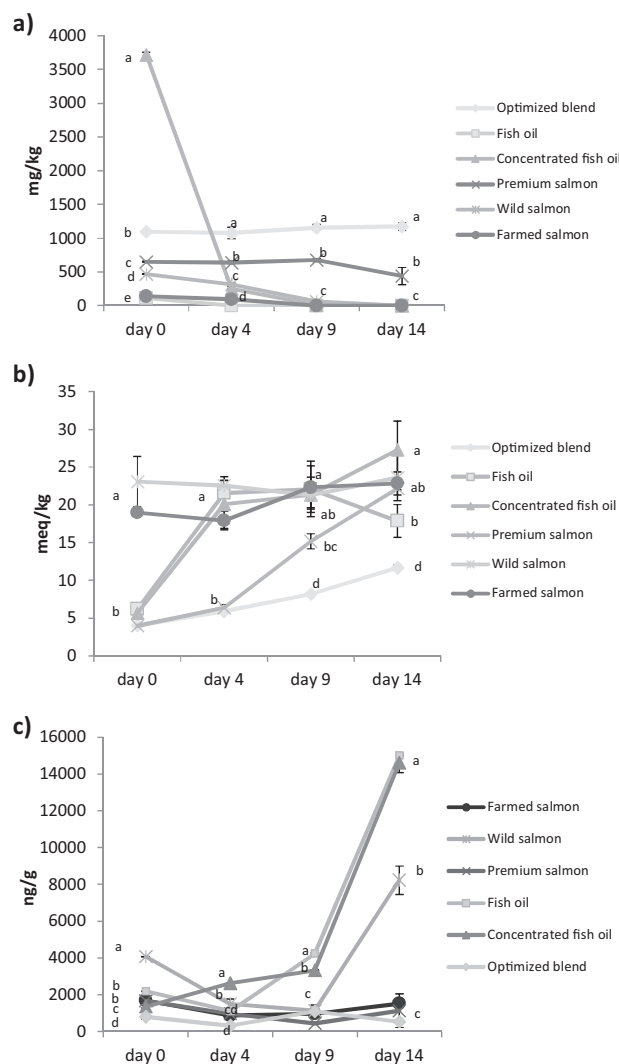 a)
4000
3500
3000
2500
2000
1500
1000
500
0
mg/kg
a
b
c
d
e
a
b
c
d
a
b
c
a
b
c
day 0 day 4 day 9 day 14
Optimized blend
Fish oil
Concentrated fish oil
Premium salmon
Wild salmon
Farmed salmon
b)
35
30
25
20
15
10
5
0
meq/kg
a
b
a
b
a
ab
bc
d
a
ab
b
d
day 0 day 4 day 9 day 14
Optimized blend
Fish oil
Concentrated fish oil
Premium salmon
Wild salmon
Farmed salmon
c)
16000
14000
12000
10000
8000
6000
4000
2000
0
ng/g
a
b
b
c
d
a
b
cd
d
a
b
c
a
b
c
day 0 day 4 day 9 day 14
Farmed salmon
Wild salmon
Premium salmon
Fish oil
Concentrated fish oil
Optimized blend